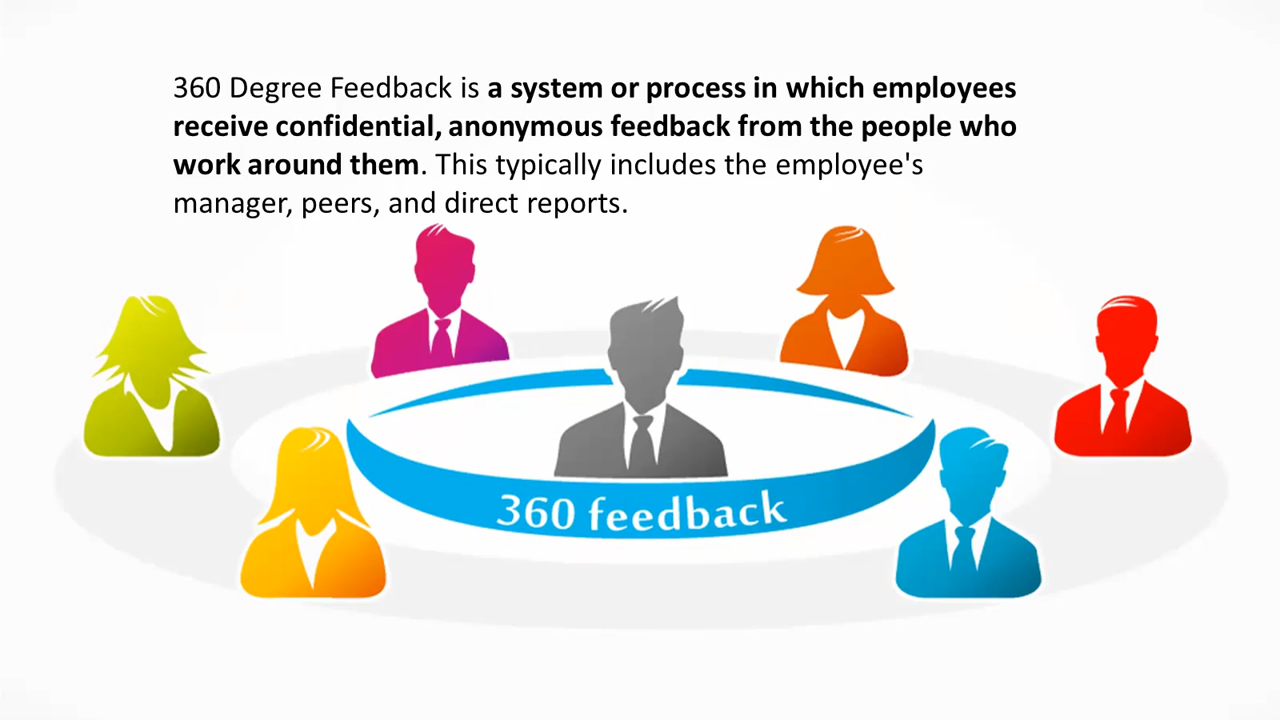 360 Degree Feedback is a system or process in which employees
receive confidential, anonymous feedback from the people who
work around them. This typically includes the employee's
manager, peers, and direct reports.
360 feedback